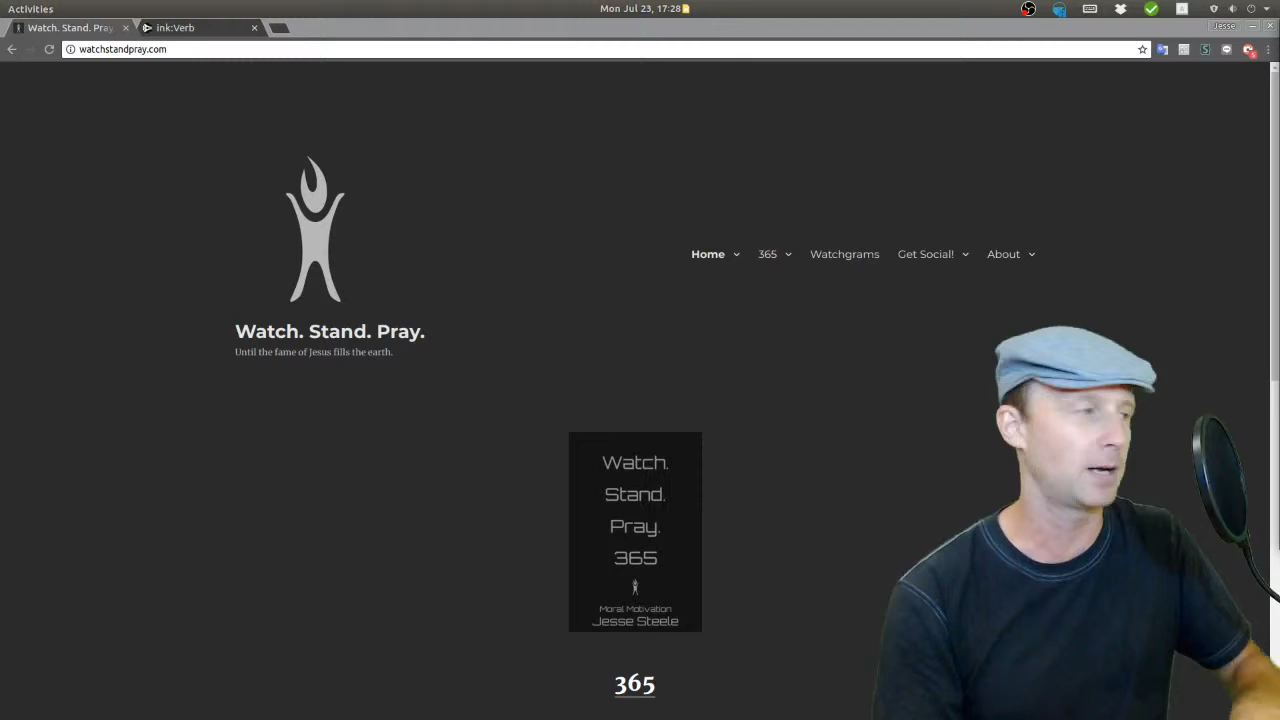 Activities
Mon Jul 23, 17:28
Watch. Stand. Pray.
ink:Verb
Jesse
watchstandpray.com
Home
365
Watchgrams
Get Social!
About
Watch. Stand. Pray.
Until the fame of Jesus fills the earth.
Watch.
Stand.
Pray.
365
Moral Motivation
Jesse Steele
365